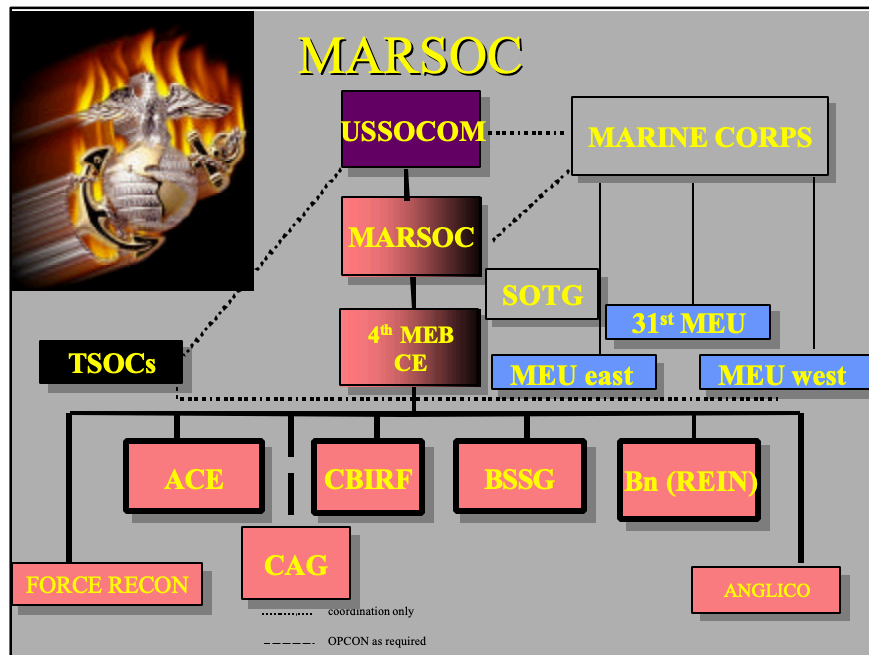 MARSOC
USSOCOM
MARINE CORPS
MARSOC
SOTG
31st MEU
4th MEB
CE
TSOCs
MEU east
MEU west
ACE
CBIRF
BSSG
Bn (REIN)
CAG
FORCE RECON
ANGLICO
coordination only
OPCON as required